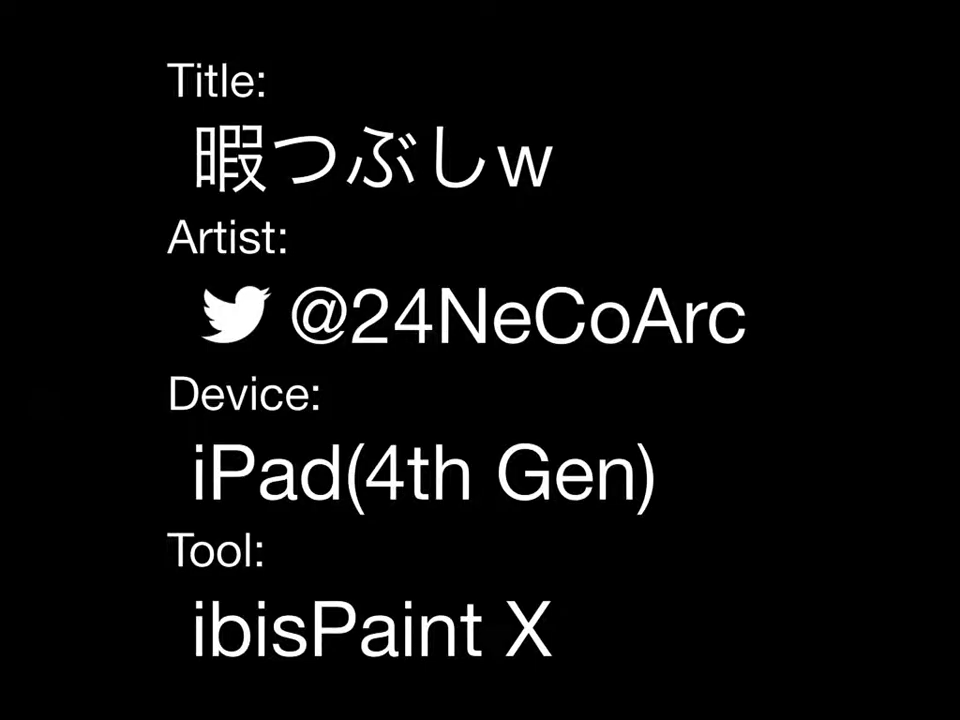 Title:
暇つぶしw
Artist:
@24NeCoArc
Device:
iPad(4th Gen)
Tool:
ibisPaint X